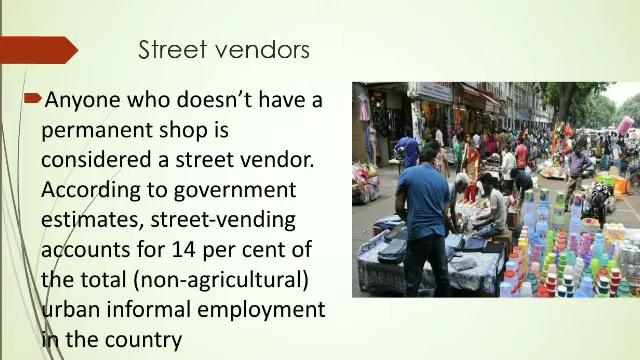 Street vendors
Anyone who doesn’t have a
permanent shop is
considered a street vendor.
According to government
estimates, street-vending
accounts for 14 per cent of
the total (non-agricultural)
urban informal employment
in the country